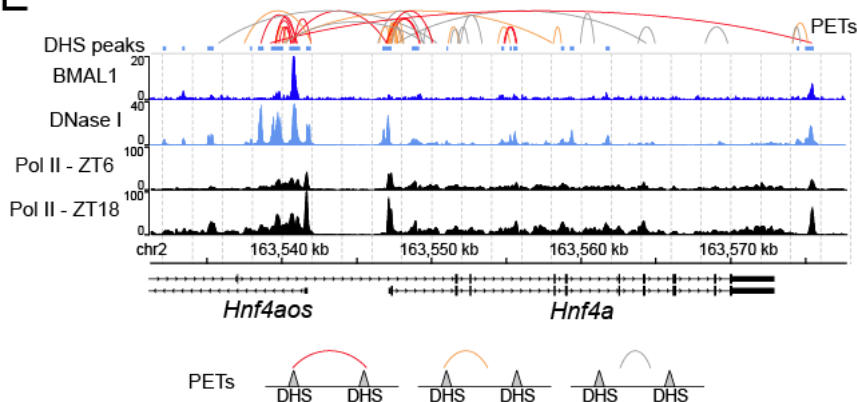 E
PETs
DHS peaks
20
BMAL1
0
40
DNase I
0
100
Pol II - ZT6
0
100
Pol II - ZT18
0
chr2 163,540 kb 163,550 kb 163,560 kb 163,570 kb
Hnf4aos Hnf4a
PETs
DHS DHS DHS DHS DHS DHS